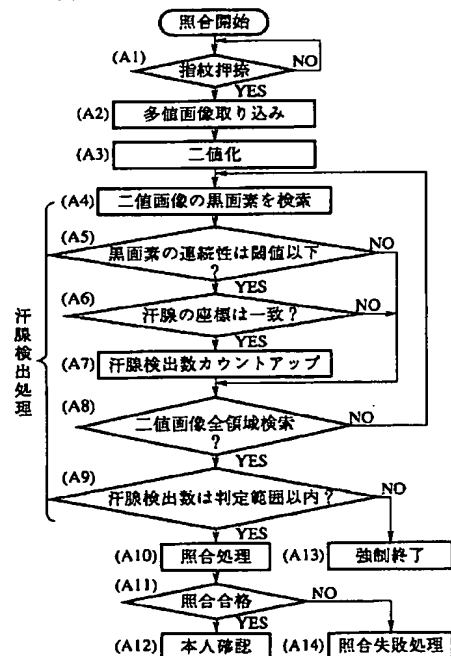 照合開始
(A1)
指紋押捺
NO
YES
(A2) 多値画像取り込み
(A3) 二値化
(A4) 二値画像の黒画素を検索
(A5)
黒画素の連続性は閾値以下
?
NO
YES
(A6)
汗腺の座標は一致?
NO
YES
(A7) 汗腺検出数カウントアップ
(A8)
二値画像全領域検索
?
NO
YES
(A9)
汗腺検出数は判定範囲以内?
NO
YES
汗腺検出処理
(A10) 照合処理
(A13) 強制終了
(A11)
照合合格
NO
YES
(A12) 本人確認
(A14) 照合失敗処理